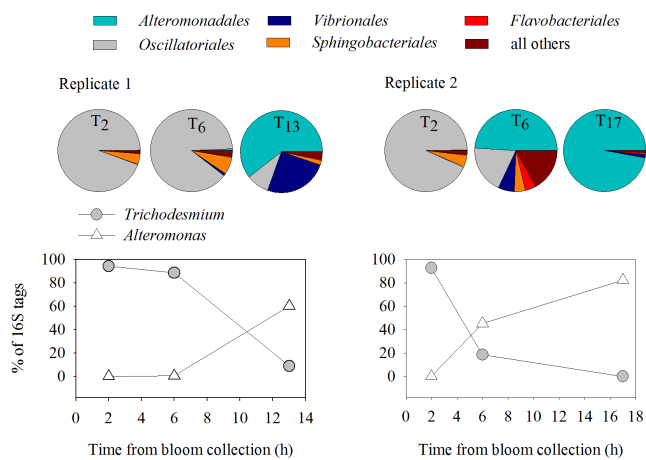 Alteromonadales Vibrionales Flavobacteriales
Oscillatoriales Sphingobacteriales all others
Replicate 1 Replicate 2
T2 T6 T13 T2 T6 T17
Trichodesmium
Alteromonas
% of 16S tags
100 100
80 80
60 60
40 40
20 20
0 0
0 2 4 6 8 10 12 14 0 2 4 6 8 10 12 14 16 18
Time from bloom collection (h) Time from bloom collection (h)